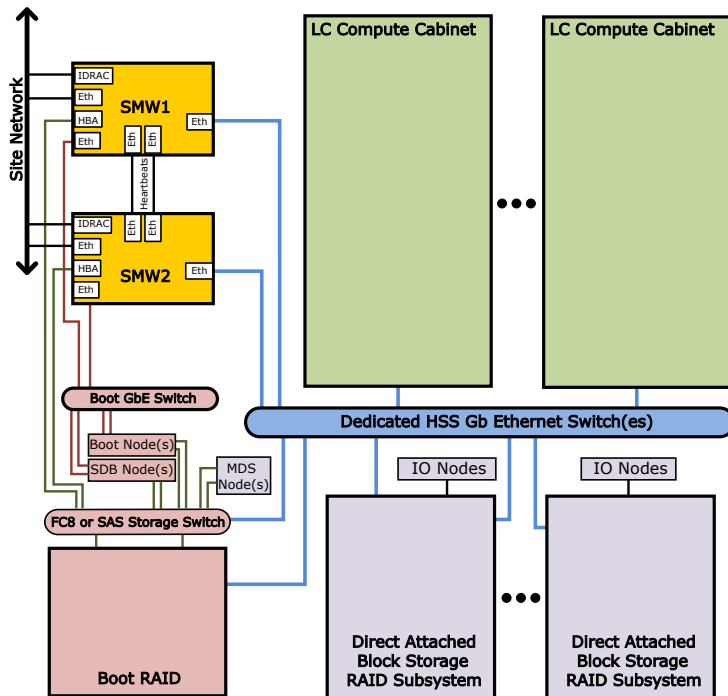 LC Compute Cabinet
LC Compute Cabinet
Site Network
IDRAC
Eth
HBA
Eth
SMW1
Eth
Eth
Eth
Heartbeats
Eth
Eth
IDRAC
Eth
HBA
Eth
SMW2
Eth
Boot GbE Switch
Dedicated HSS Gb Ethernet Switch(es)
Boot Node(s)
SDB Node(s)
MDS
Node(s)
IO Nodes
IO Nodes
FC8 or SAS Storage Switch
Boot RAID
Direct Attached
Block Storage
RAID Subsystem
Direct Attached
Block Storage
RAID Subsystem